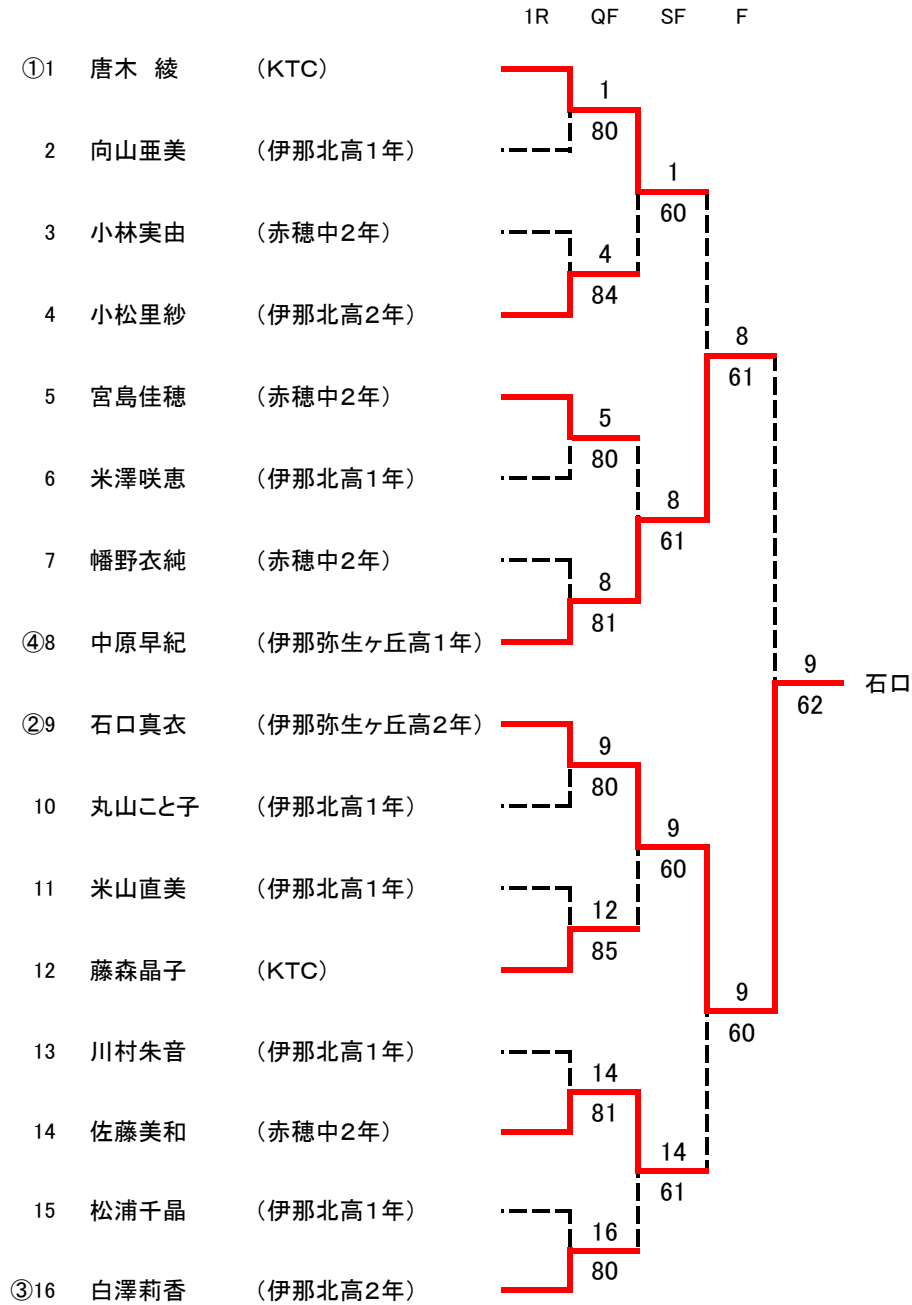 1R QF SF F
①1 唐木 綾 (KTC)
1
80
2 向山亜美 (伊那北高1年)
1
60
3 小林実由 (赤穂中2年)
4
84
4 小松里紗 (伊那北高2年)
8
61
5 宮島佳穂 (赤穂中2年)
5
80
6 米澤咲恵 (伊那北高1年)
8
61
7 幡野衣純 (赤穂中2年)
8
81
④8 中原早紀 (伊那弥生ヶ丘高1年)
9 石口
62
②9 石口真衣 (伊那弥生ヶ丘高2年)
9
80
10 丸山こと子 (伊那北高1年)
9
60
11 米山直美 (伊那北高1年)
12
85
12 藤森晶子 (KTC)
9
60
13 川村朱音 (伊那北高1年)
14
81
14 佐藤美和 (赤穂中2年)
14
61
15 松浦千晶 (伊那北高1年)
16
80
③16 白澤莉香 (伊那北高2年)